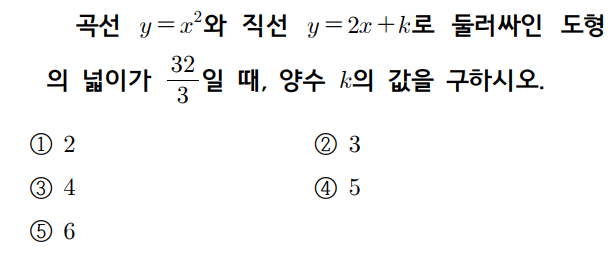 곡선 $y=x^2$와 직선 $y=2x+k$로 둘러싸인 도형
의 넓이가 $\frac{32}{3}$일 때, 양수 $k$의 값을 구하시오.
① 2 ② 3
③ 4 ④ 5
⑤ 6